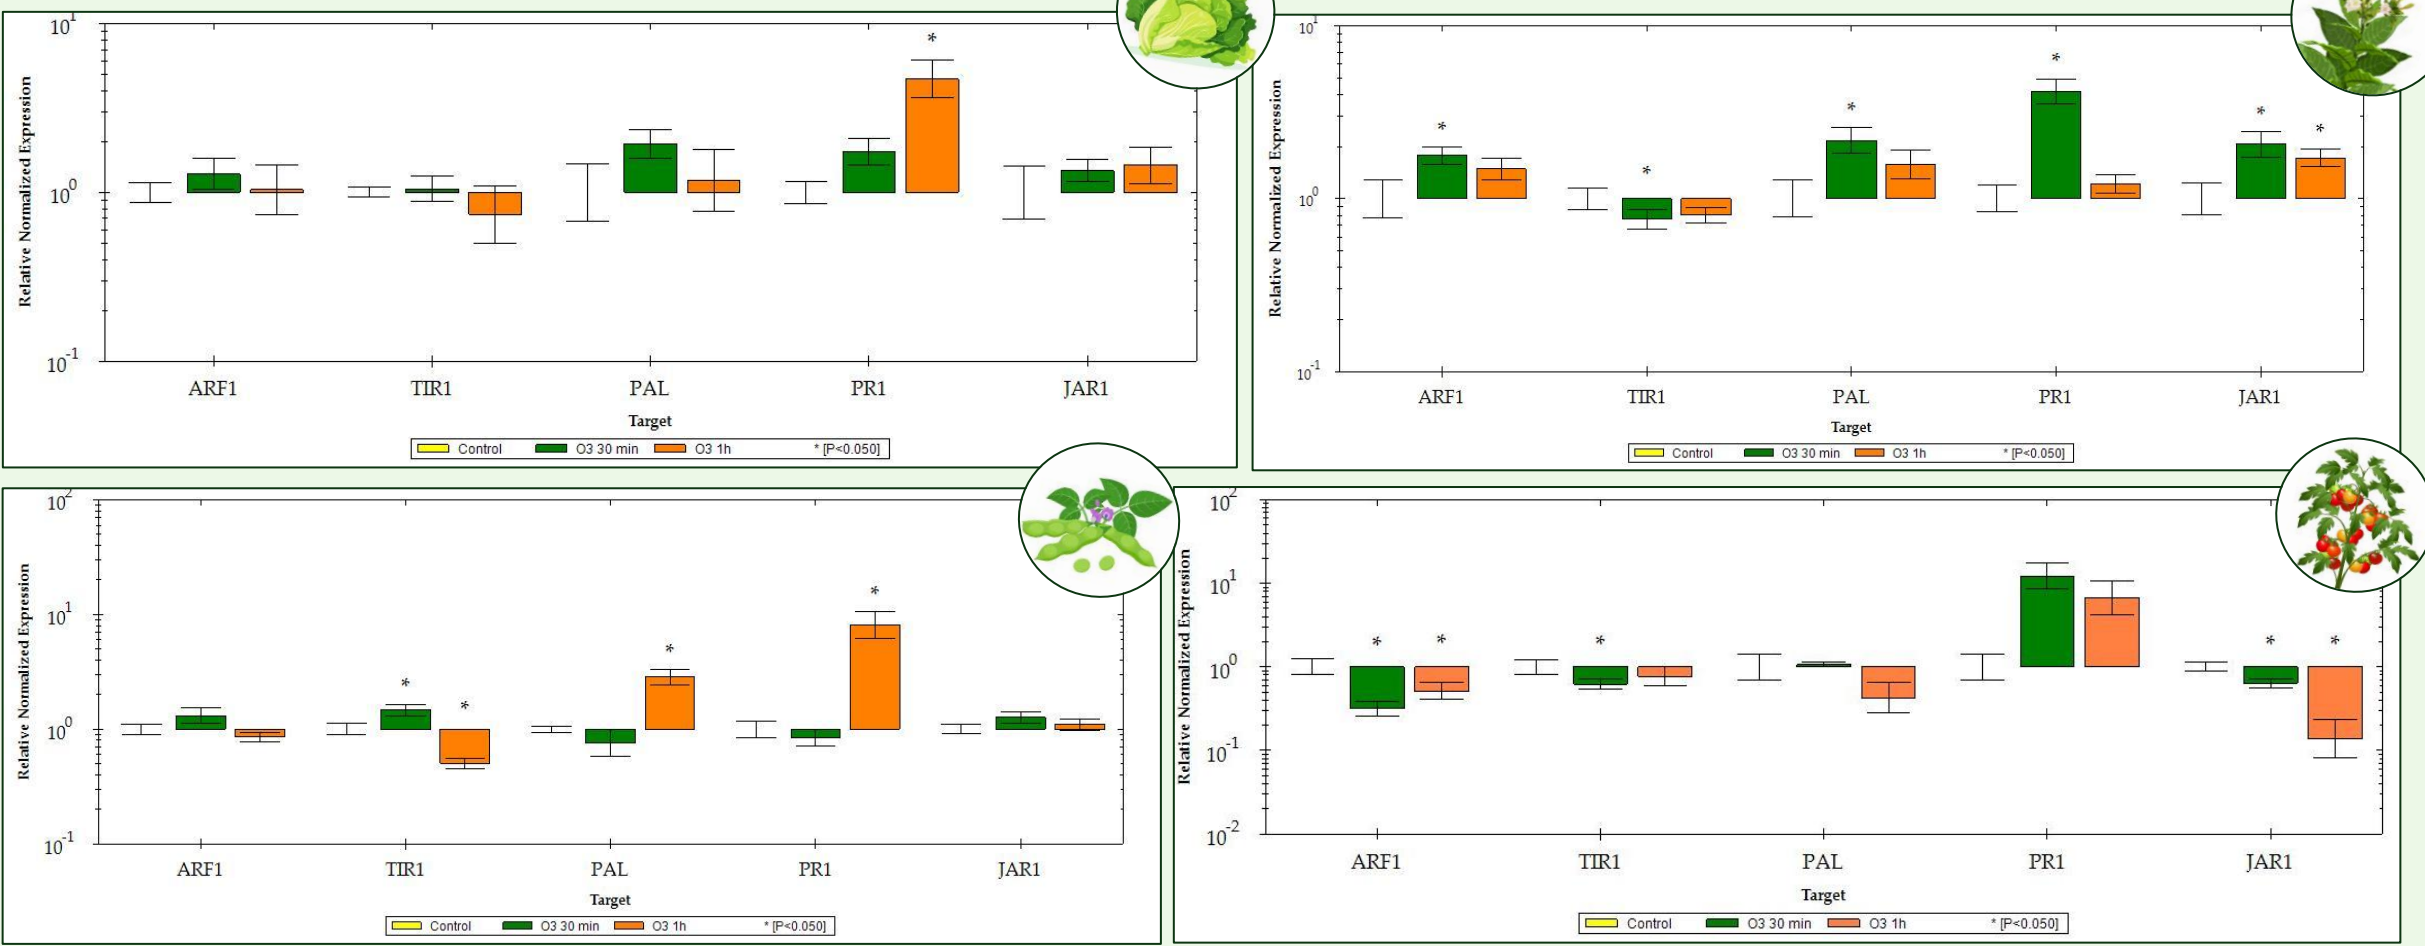 Relative Normalized Expression
10^1
10^0
10^-1
*
ARF1 TIR1 PAL PR1 JAR1
Target
Control O3 30 min O3 1h * [P<0.050]
Relative Normalized Expression
10^1
10^0
10^-1
* * * * * *
ARF1 TIR1 PAL PR1 JAR1
Target
Control O3 30 min O3 1h * [P<0.050]
Relative Normalized Expression
10^2
10^1
10^0
10^-1
* * * *
ARF1 TIR1 PAL PR1 JAR1
Target
Control O3 30 min O3 1h * [P<0.050]
Relative Normalized Expression
10^2
10^1
10^0
10^-1
10^-2
* * * * *
ARF1 TIR1 PAL PR1 JAR1
Target
Control O3 30 min O3 1h * [P<0.050]